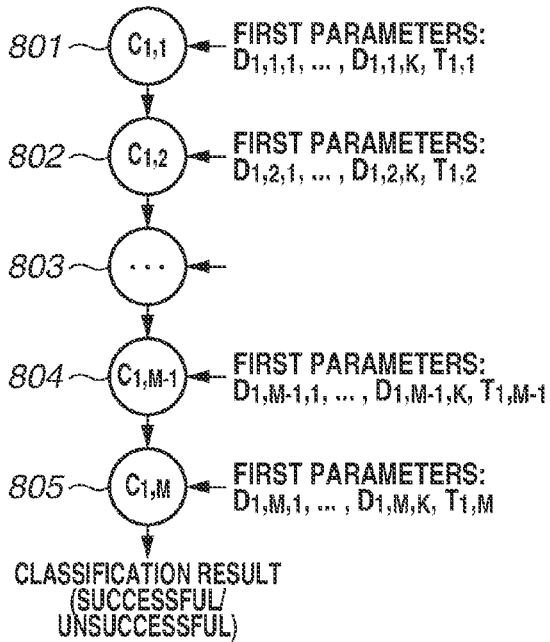 801 C1,1 FIRST PARAMETERS:
D1,1,1, ... , D1,1,K, T1,1
802 C1,2 FIRST PARAMETERS:
D1,2,1, ... , D1,2,K, T1,2
803 ...
804 C1,M-1 FIRST PARAMETERS:
D1,M-1,1, ... , D1,M-1,K, T1,M-1
805 C1,M FIRST PARAMETERS:
D1,M,1, ... , D1,M,K, T1,M
CLASSIFICATION RESULT
(SUCCESSFUL/
UNSUCCESSFUL)